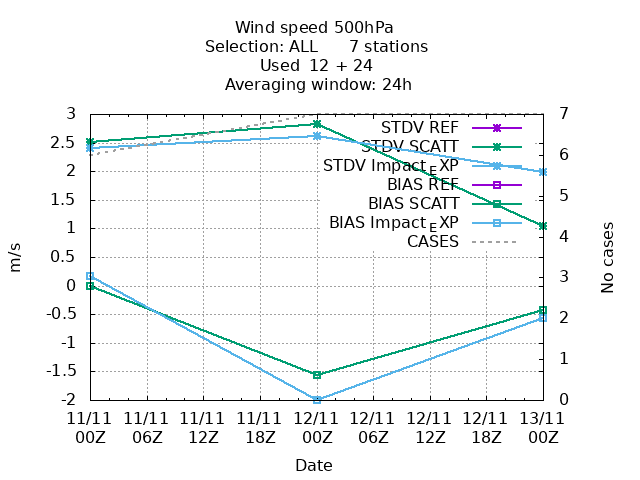 Wind speed 500hPa
Selection: ALL 7 stations
Used 12 + 24
Averaging window: 24h
3
2.5
2
1.5
1
0.5
0
-0.5
-1
-1.5
-2
m/s
7
6
5
4
3
2
1
0
No cases
STDV REF
STDV SCATT
STDV Impact_EXP
BIAS REF
BIAS SCATT
BIAS Impact_EXP
CASES
11/11 11/11 11/11 11/11 12/11 12/11 12/11 12/11 13/11
00Z 06Z 12Z 18Z 00Z 06Z 12Z 18Z 00Z
Date